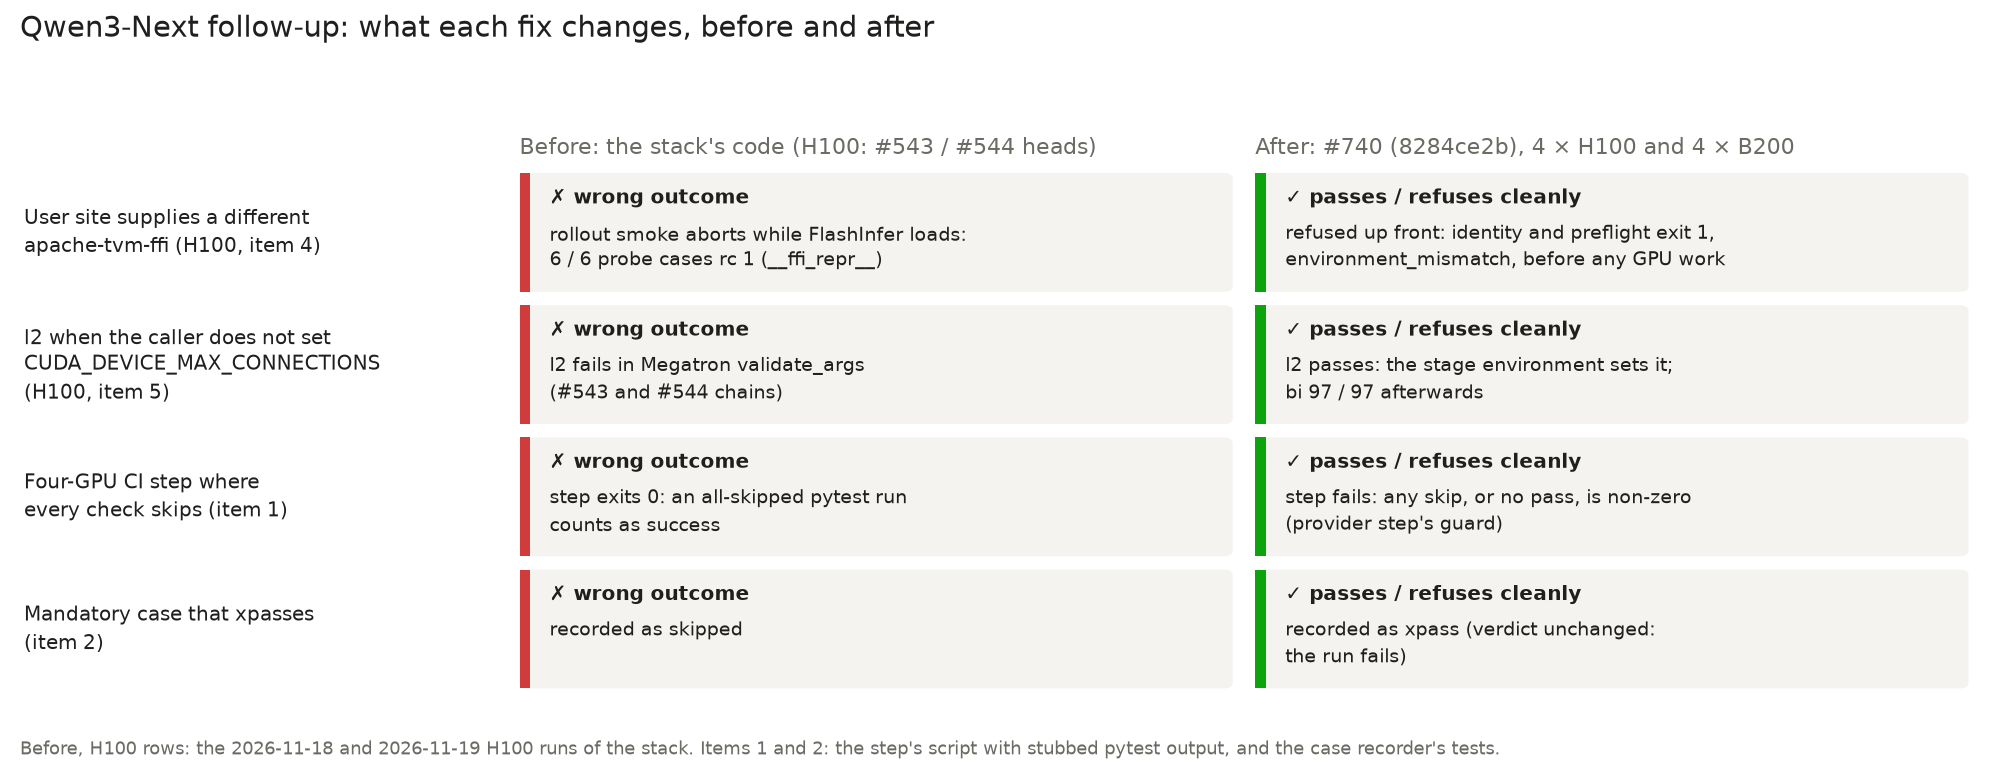 Qwen3-Next follow-up: what each fix changes, before and after
Before: the stack's code (H100: #543 / #544 heads)
After: #740 (8284ce2b), 4 × H100 and 4 × B200
User site supplies a different
apache-tvm-ffi (H100, item 4)
✗ wrong outcome
rollout smoke aborts while FlashInfer loads:
6 / 6 probe cases rc 1 (__ffi_repr__)
✓ passes / refuses cleanly
refused up front: identity and preflight exit 1,
environment_mismatch, before any GPU work
l2 when the caller does not set
CUDA_DEVICE_MAX_CONNECTIONS
(H100, item 5)
✗ wrong outcome
l2 fails in Megatron validate_args
(#543 and #544 chains)
✓ passes / refuses cleanly
l2 passes: the stage environment sets it;
bi 97 / 97 afterwards
Four-GPU CI step where
every check skips (item 1)
✗ wrong outcome
step exits 0: an all-skipped pytest run
counts as success
✓ passes / refuses cleanly
step fails: any skip, or no pass, is non-zero
(provider step's guard)
Mandatory case that xpasses
(item 2)
✗ wrong outcome
recorded as skipped
✓ passes / refuses cleanly
recorded as xpass (verdict unchanged:
the run fails)
Before, H100 rows: the 2026-11-18 and 2026-11-19 H100 runs of the stack. Items 1 and 2: the step's script with stubbed pytest output, and the case recorder's tests.